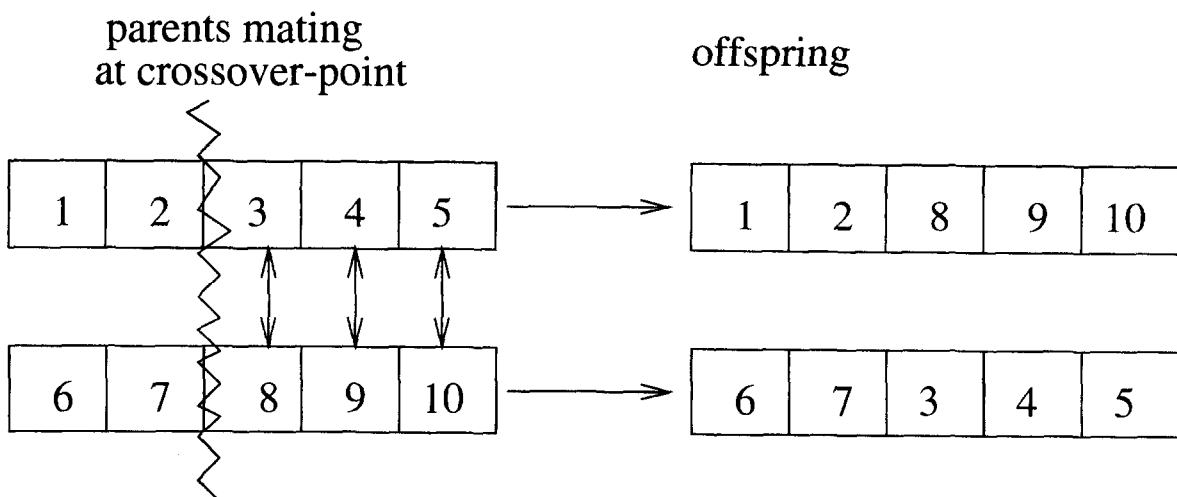 parents mating
at crossover-point
offspring
1 2 3 4 5
1 2 8 9 10
6 7 8 9 10
6 7 3 4 5